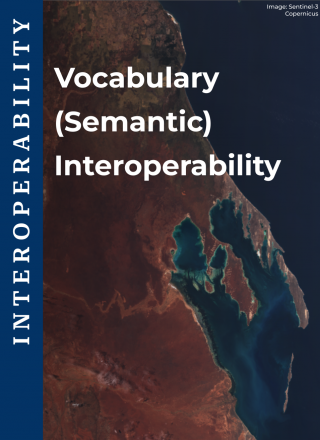 Image: Sentinel-3
Copernicus
INTEROPERABILITY
Vocabulary
(Semantic)
Interoperability